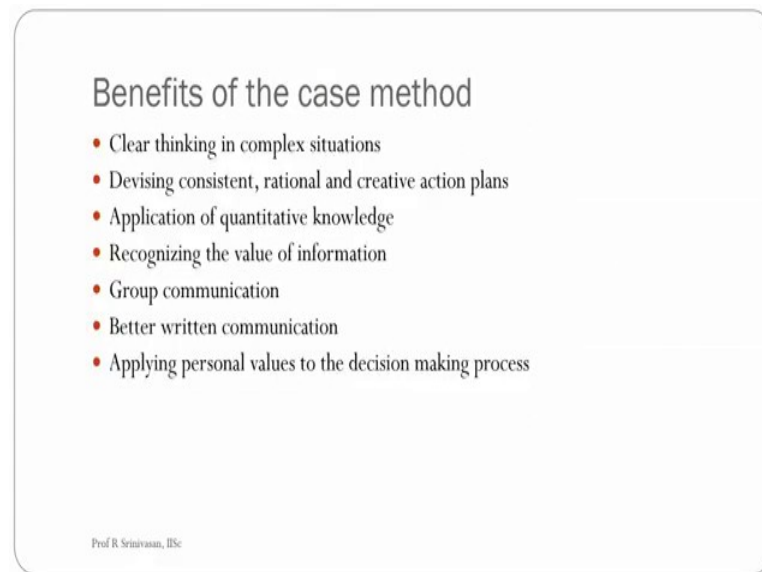 Benefits of the case method
• Clear thinking in complex situations
• Devising consistent, rational and creative action plans
• Application of quantitative knowledge
• Recognizing the value of information
• Group communication
• Better written communication
• Applying personal values to the decision making process
Prof R Srinivasan, IISc